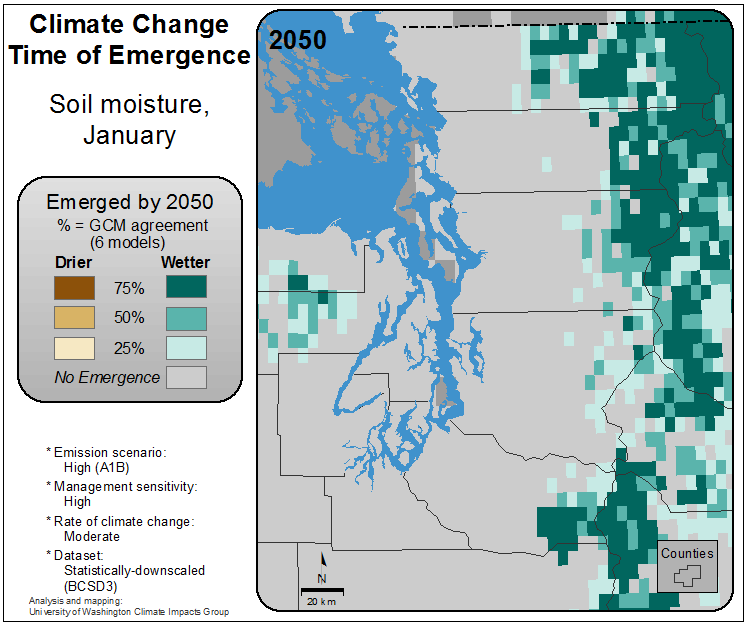 Climate Change
Time of Emergence
Soil moisture,
January
Emerged by 2050
% = GCM agreement
(6 models)
Drier Wetter
75%
50%
25%
No Emergence
* Emission scenario:
High (A1B)
* Management sensitivity:
High
* Rate of climate change:
Moderate
* Dataset:
Statistically-downscaled
(BCSD3)
Analysis and mapping:
University of Washington Climate Impacts Group
2050
N
20 km
Counties